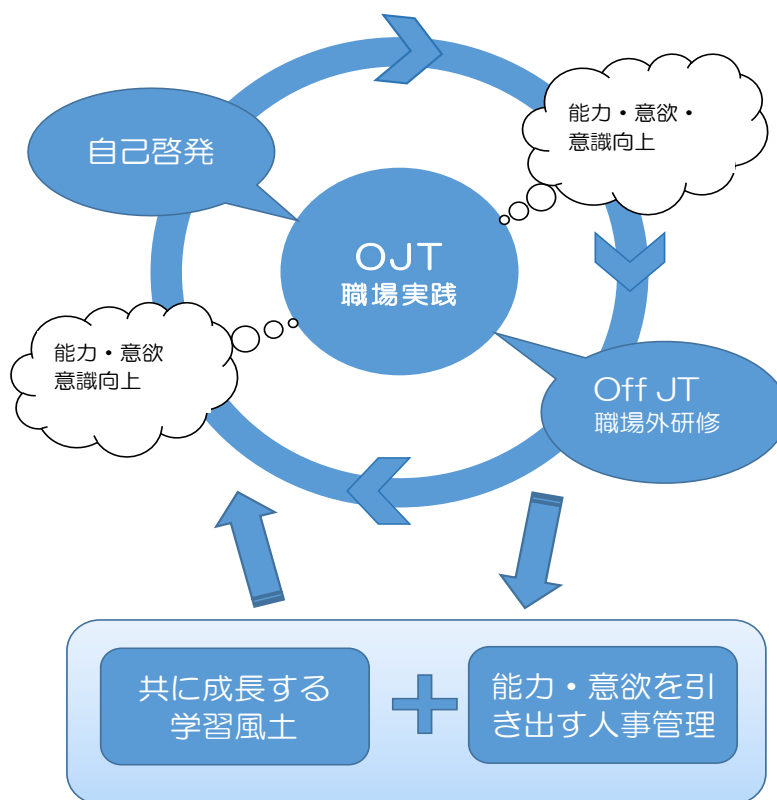 能力・意欲・
意識向上
自己啓発
OJT
職場実践
能力・意欲
意識向上
Off JT
職場外研修
共に成長する
学習風土
能力・意欲を引
き出す人事管理